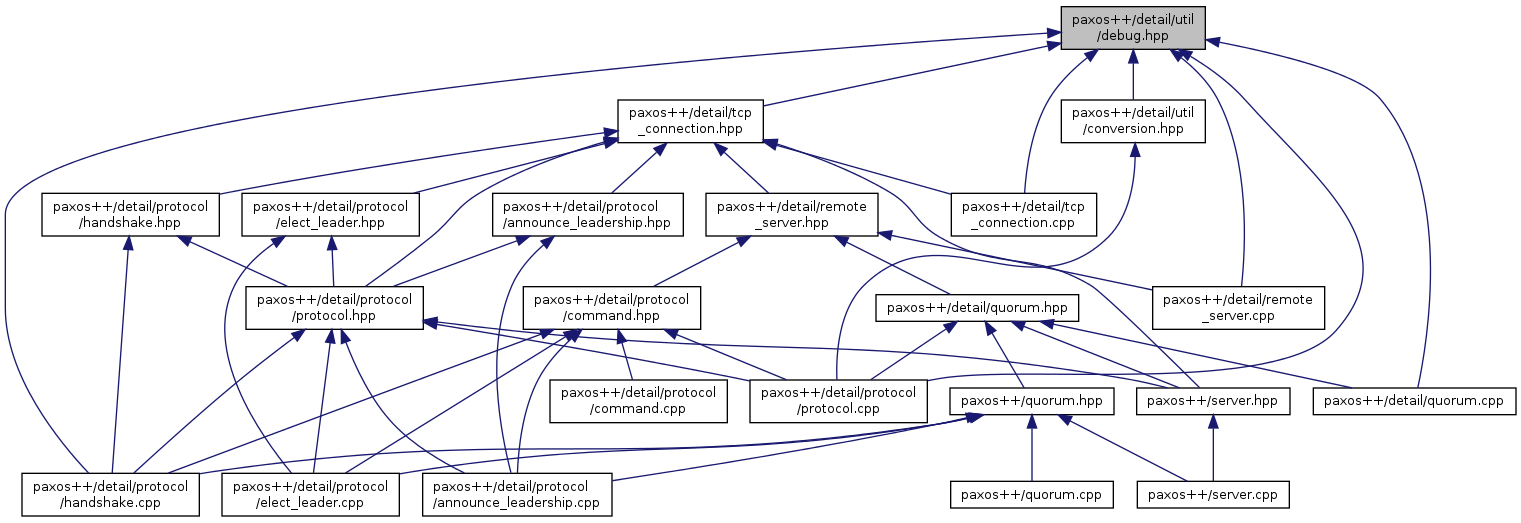 paxos++/detail/util
/debug.hpp
paxos++/detail/tcp
_connection.hpp
paxos++/detail/util
/conversion.hpp
paxos++/detail/protocol
/handshake.hpp
paxos++/detail/protocol
/elect_leader.hpp
paxos++/detail/protocol
/announce_leadership.hpp
paxos++/detail/remote
_server.hpp
paxos++/detail/tcp
_connection.cpp
paxos++/detail/protocol
/protocol.hpp
paxos++/detail/protocol
/command.hpp
paxos++/detail/quorum.hpp
paxos++/detail/remote
_server.cpp
paxos++/detail/protocol
/command.cpp
paxos++/detail/protocol
/protocol.cpp
paxos++/quorum.hpp
paxos++/server.hpp
paxos++/detail/quorum.cpp
paxos++/detail/protocol
/handshake.cpp
paxos++/detail/protocol
/elect_leader.cpp
paxos++/detail/protocol
/announce_leadership.cpp
paxos++/quorum.cpp
paxos++/server.cpp